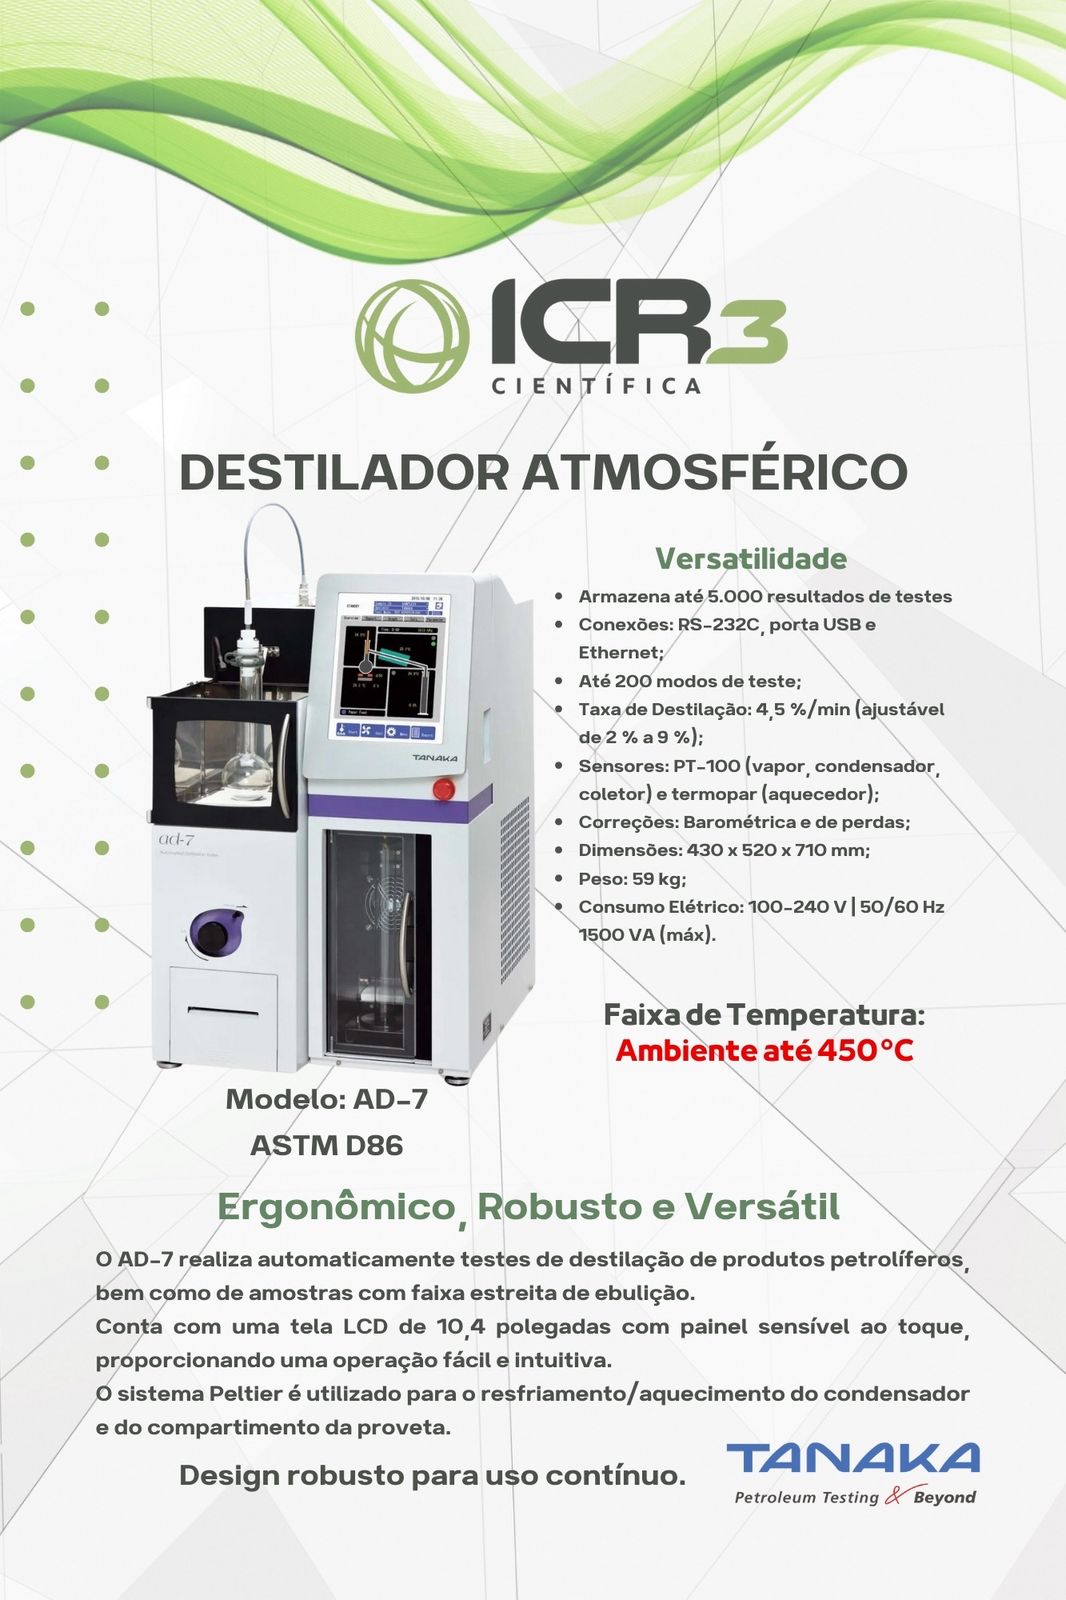 ICR3
CIENTÍFICA
DESTILADOR ATMOSFÉRICO
Versatilidade
• Armazena até 5.000 resultados de testes
• Conexões: RS-232C, porta USB e
Ethernet;
• Até 200 modos de teste;
• Taxa de Destilação: 4,5 %/min (ajustável
de 2 % a 9 %);
• Sensores: PT-100 (vapor, condensador,
coletor) e termopar (aquecedor);
• Correções: Barométrica e de perdas;
• Dimensões: 430 x 520 x 710 mm;
• Peso: 59 kg;
• Consumo Elétrico: 100-240 V | 50/60 Hz
1500 VA (máx).
TANAKA
ad-7
Faixa de Temperatura:
Ambiente até 450°C
Modelo: AD-7
ASTM D86
Ergonômico, Robusto e Versátil
O AD-7 realiza automaticamente testes de destilação de produtos petrolíferos,
bem como de amostras com faixa estreita de ebulição.
Conta com uma tela LCD de 10,4 polegadas com painel sensível ao toque,
proporcionando uma operação fácil e intuitiva.
O sistema Peltier é utilizado para o resfriamento/aquecimento do condensador
e do compartimento da proveta.
Design robusto para uso contínuo.
TANAKA
Petroleum Testing & Beyond